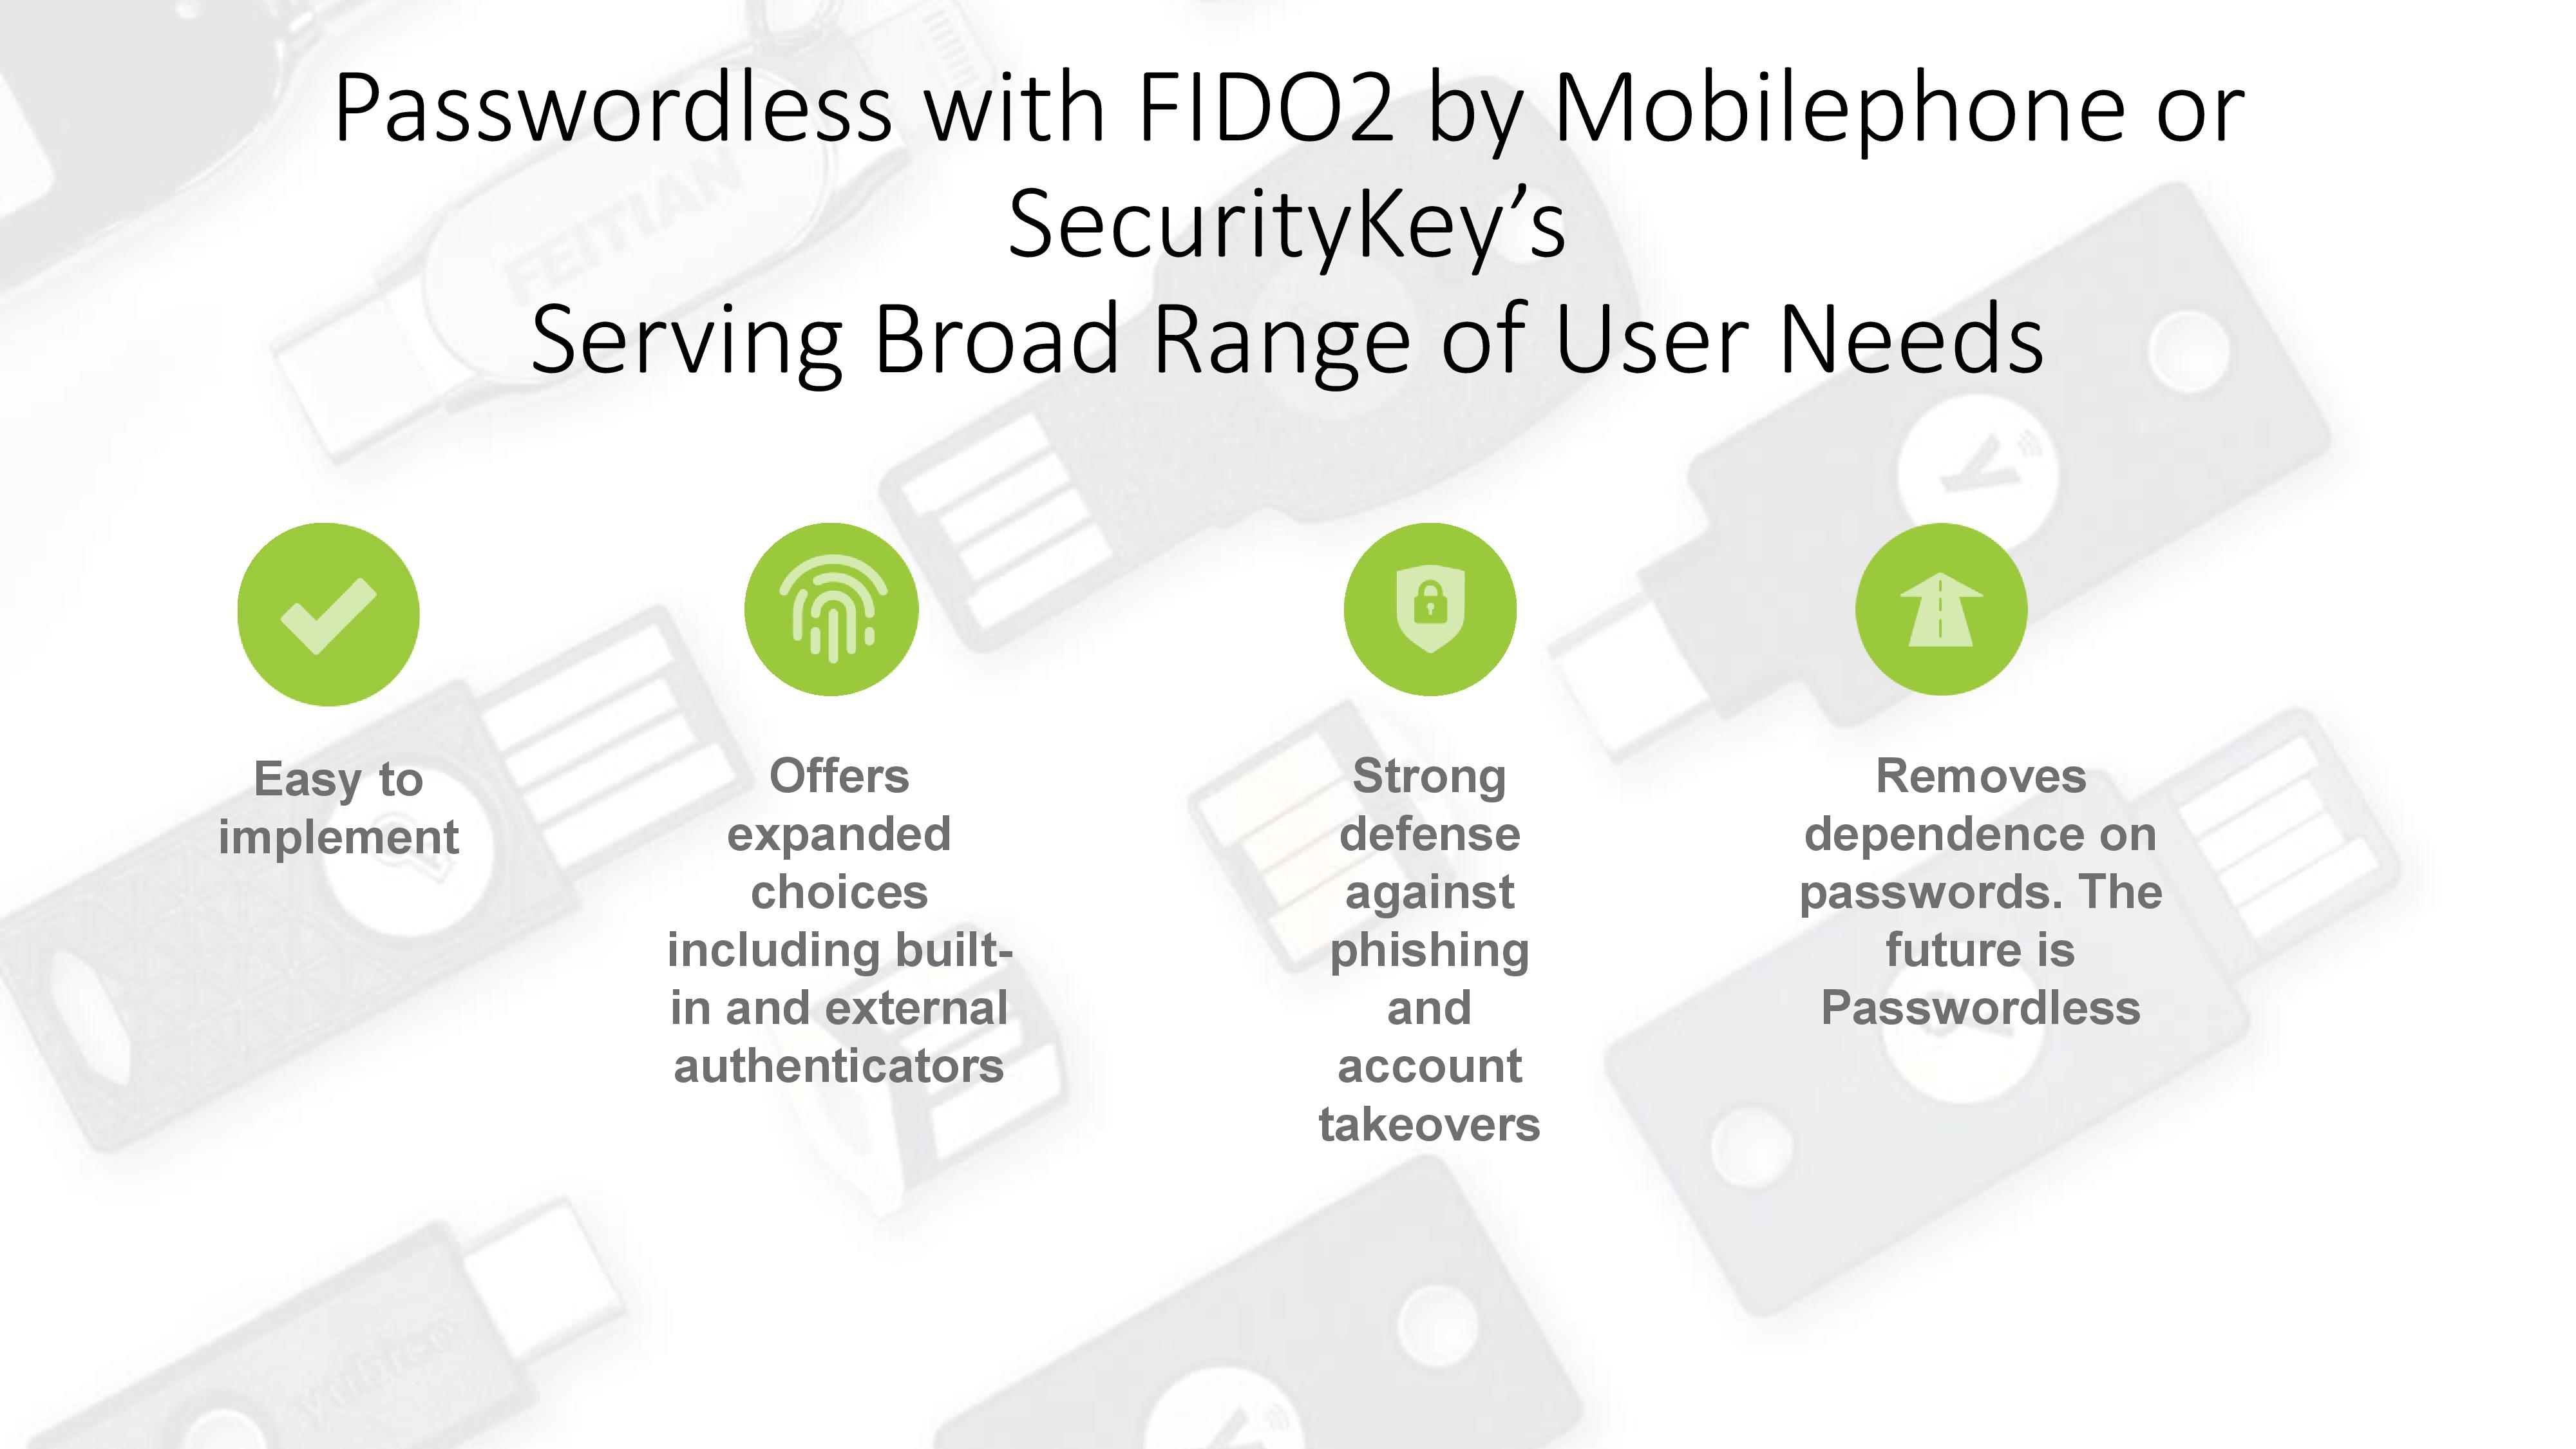 Passwordless with FIDO2 by Mobilephone or
SecurityKey’s
Serving Broad Range of User Needs
FEITIAN
Easy to
implement
Offers
expanded
choices
including built-
in and external
authenticators
Strong
defense
against
phishing
and
account
takeovers
Removes
dependence on
passwords. The
future is
Passwordless
yubico